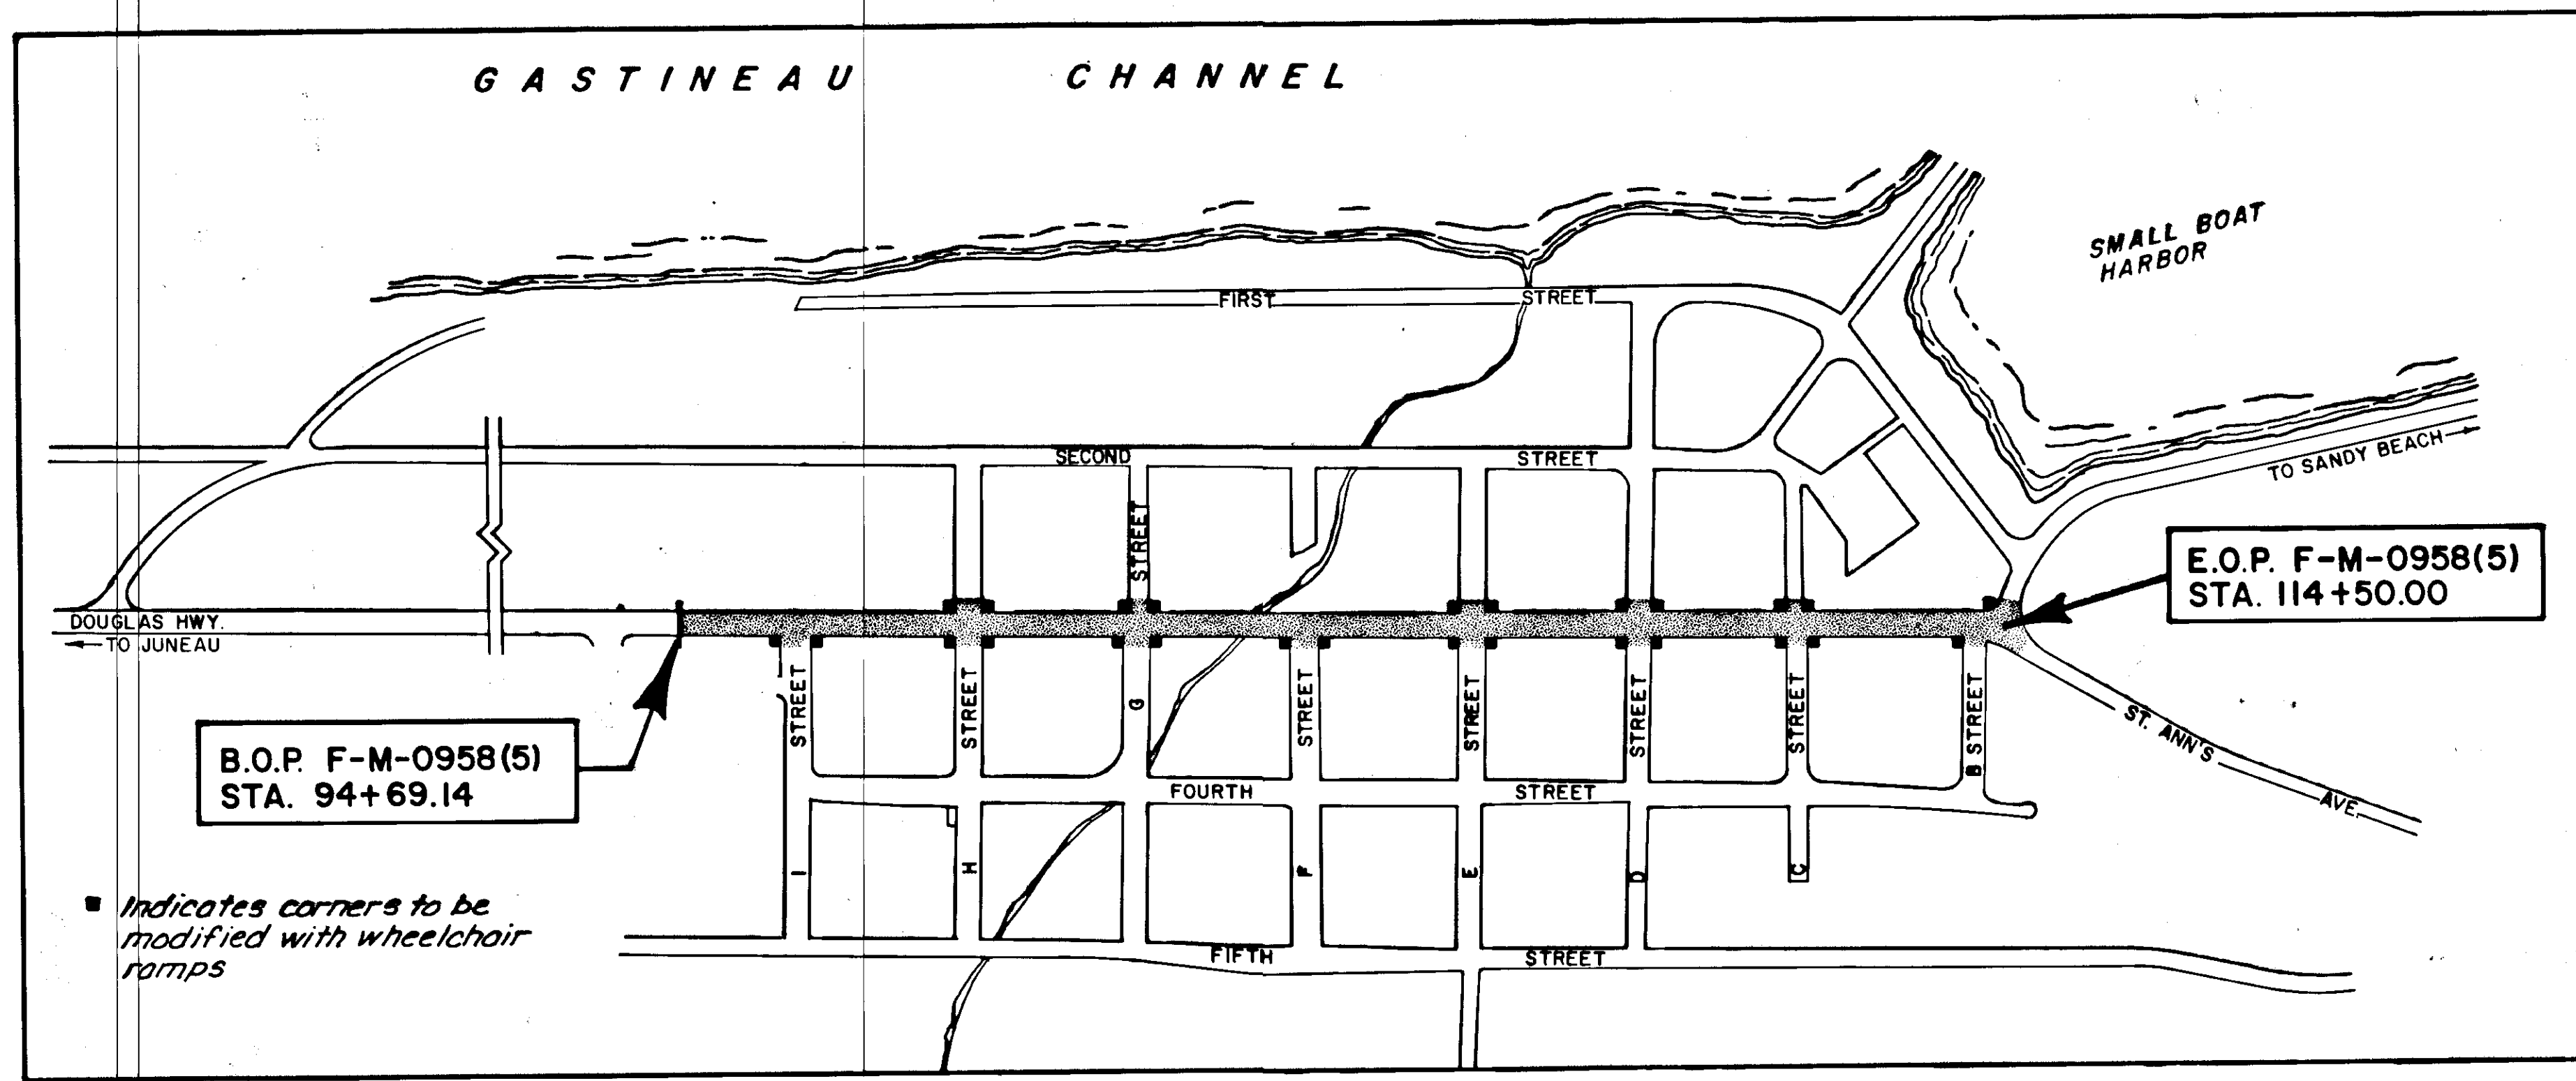 GASTINEAU CHANNEL
SMALL BOAT
HARBOR
FIRST STREET
SECOND STREET
TO SANDY BEACH
STREET
E.O.P. F-M-0958(5)
STA. 114+50.00
DOUGLAS HWY.
TO JUNEAU
B.O.P. F-M-0958(5)
STA. 94+69.14
I STREET
H STREET
G
F STREET
E STREET
D STREET
C STREET
B STREET
ST. ANN'S AVE.
FOURTH STREET
Indicates corners to be
modified with wheelchair
ramps
FIFTH STREET